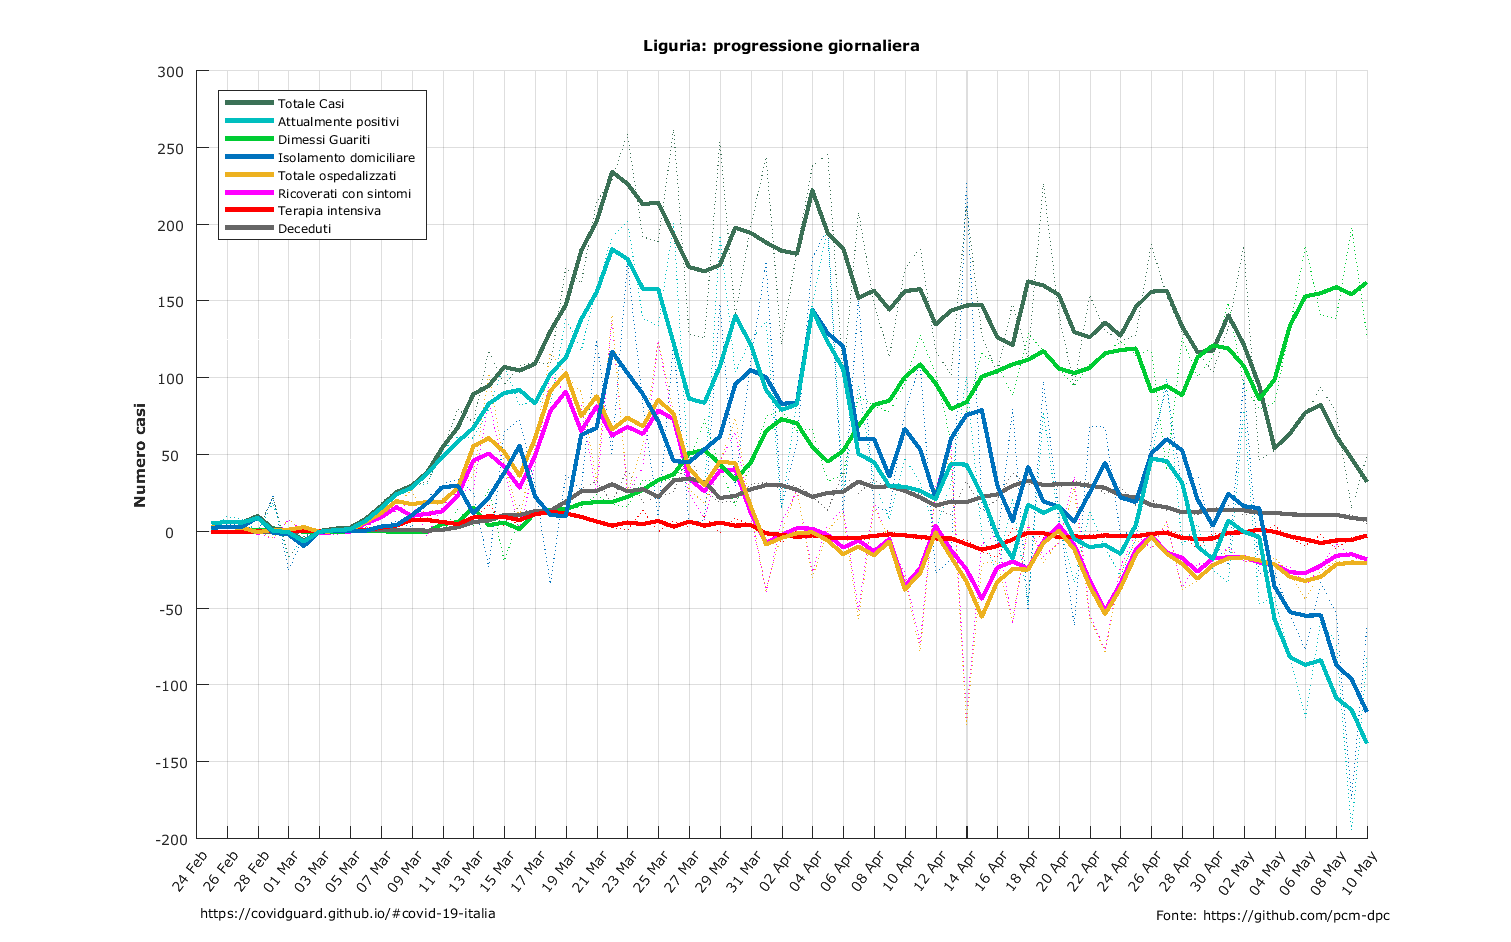 Liguria: progressione giornaliera
300
250
200
150
100
50
0
-50
-100
-150
-200
Numero casi
Totale Casi
Attualmente positivi
Dimessi Guariti
Isolamento domiciliare
Totale ospedalizzati
Ricoverati con sintomi
Terapia intensiva
Deceduti
24 Feb
26 Feb
28 Feb
01 Mar
03 Mar
05 Mar
07 Mar
09 Mar
11 Mar
13 Mar
15 Mar
17 Mar
19 Mar
21 Mar
23 Mar
25 Mar
27 Mar
29 Mar
31 Mar
02 Apr
04 Apr
06 Apr
08 Apr
10 Apr
12 Apr
14 Apr
16 Apr
18 Apr
20 Apr
22 Apr
24 Apr
26 Apr
28 Apr
30 Apr
02 May
04 May
06 May
08 May
10 May
https://covidguard.github.io/#covid-19-italia
Fonte: https://github.com/pcm-dpc